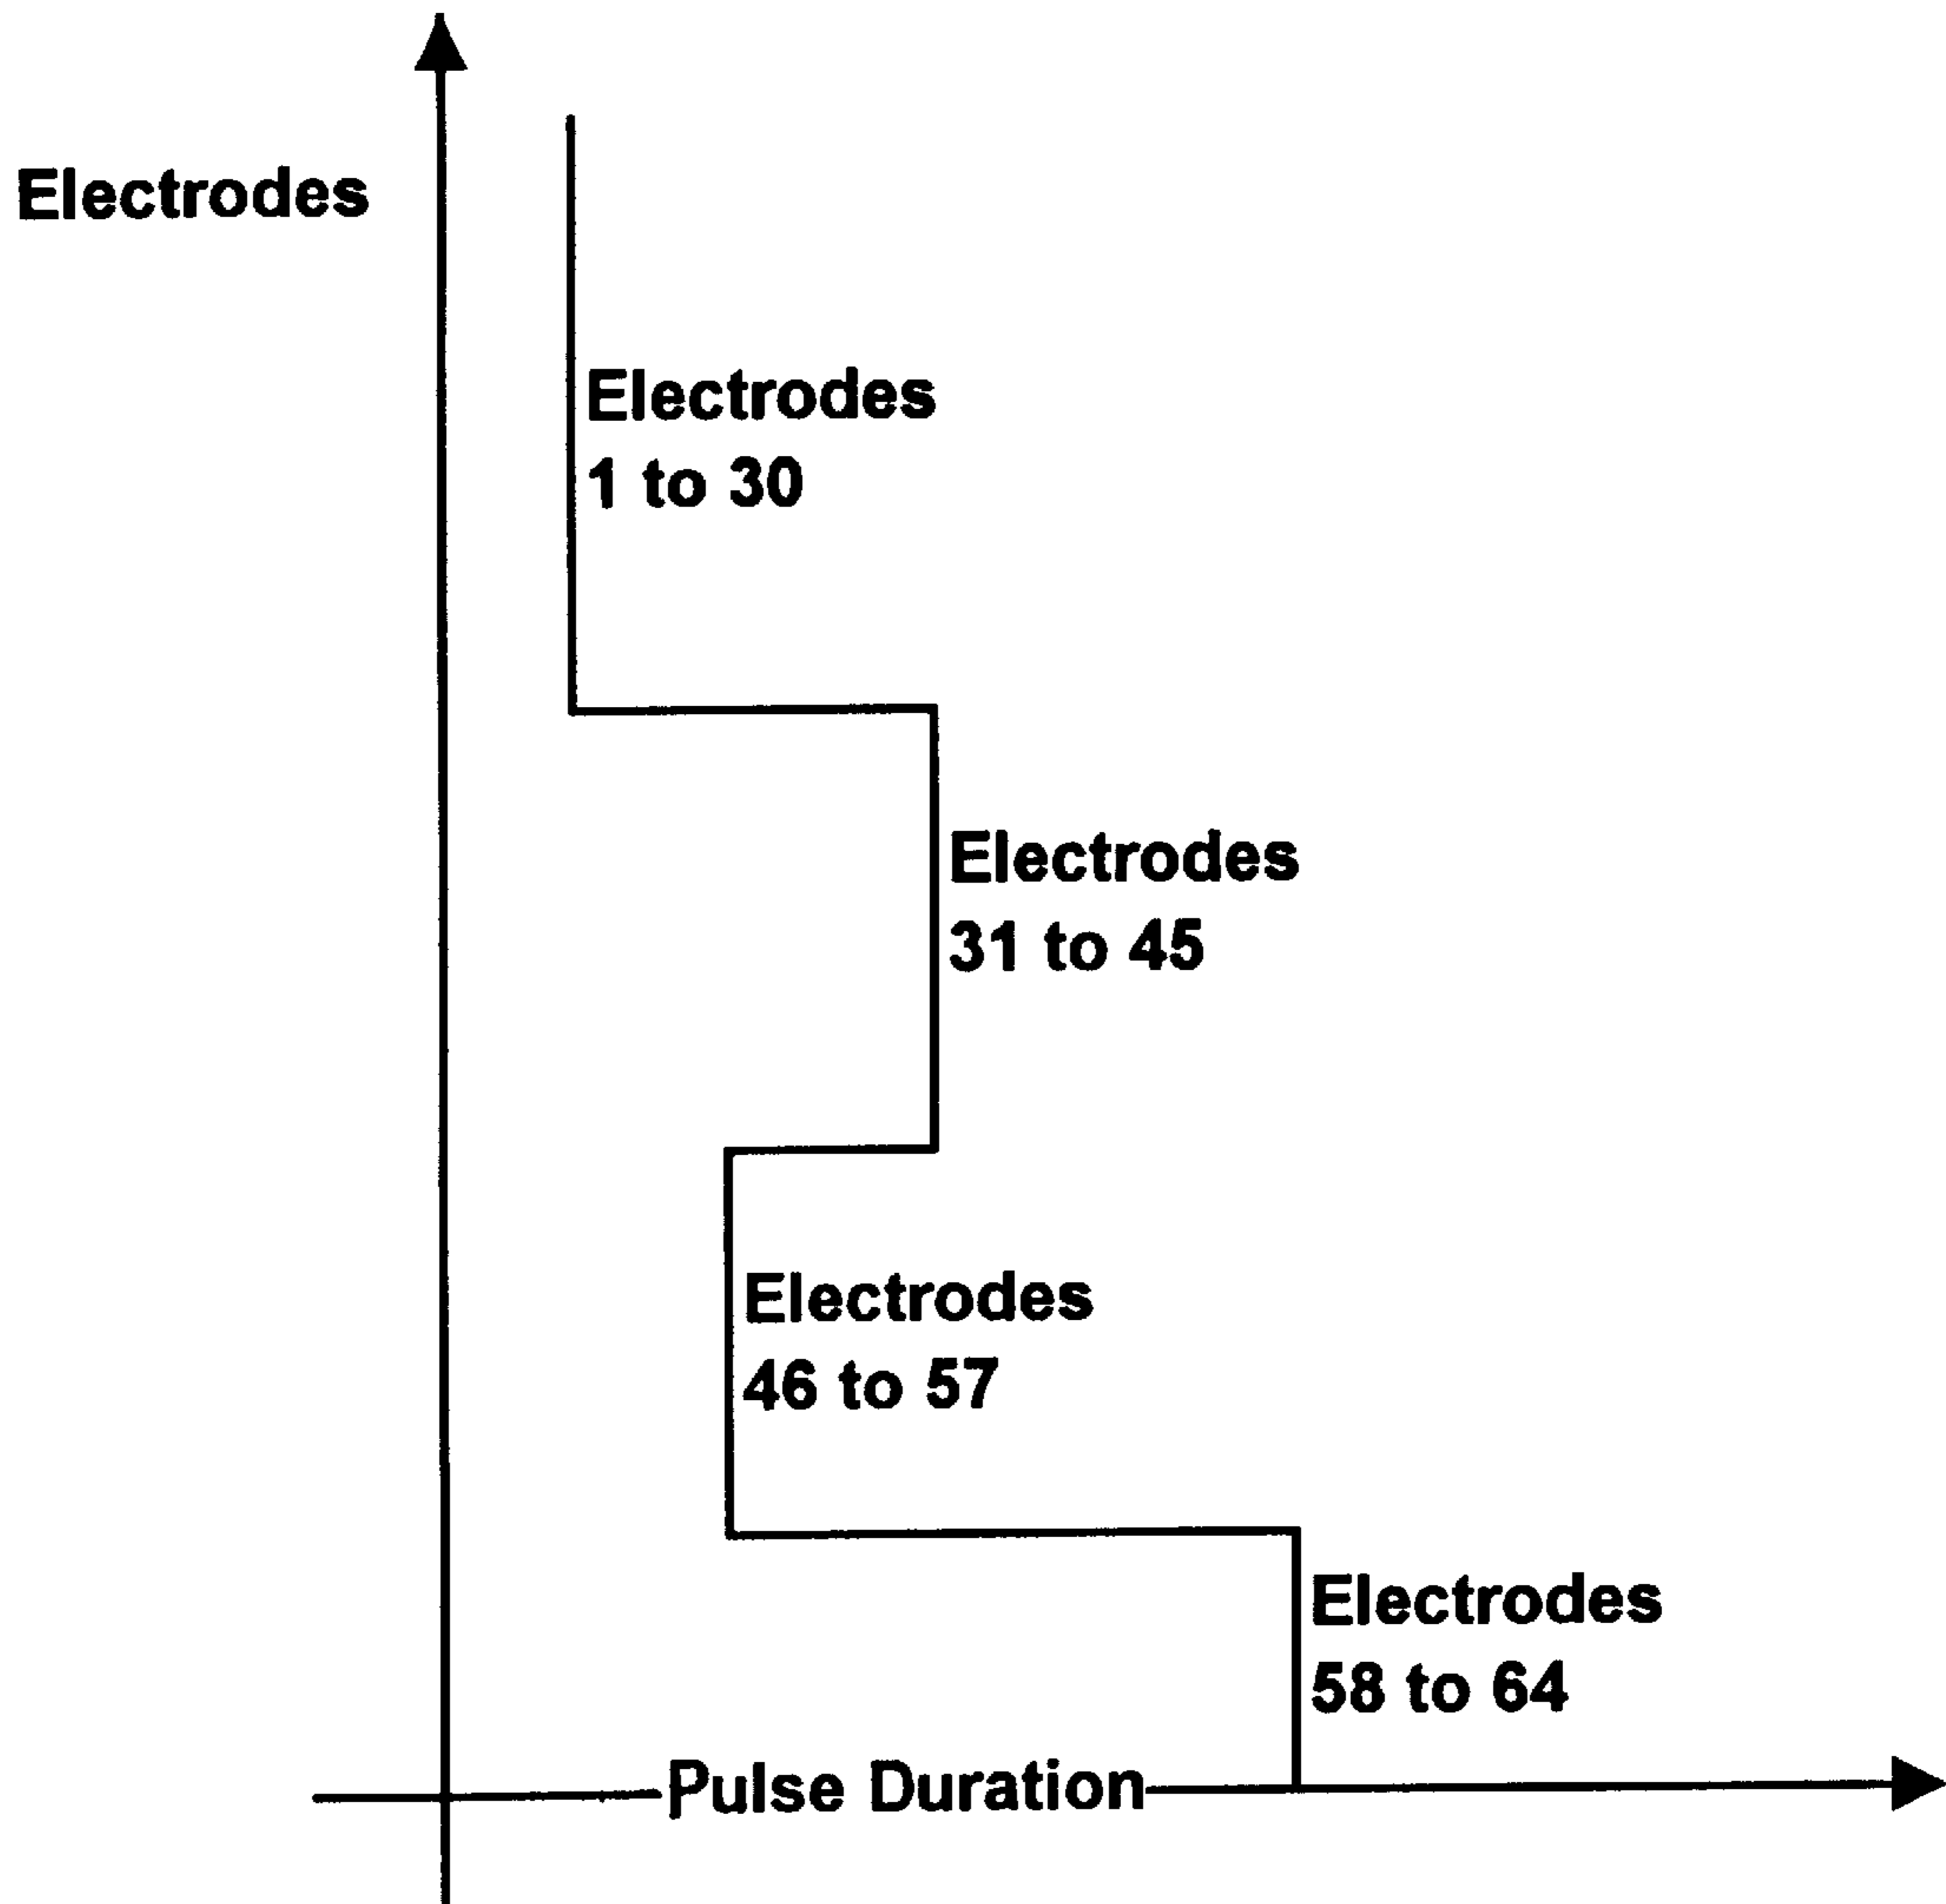 Electrodes
Electrodes
1 to 30
Electrodes
31 to 45
Electrodes
46 to 57
Electrodes
58 to 64
Pulse Duration